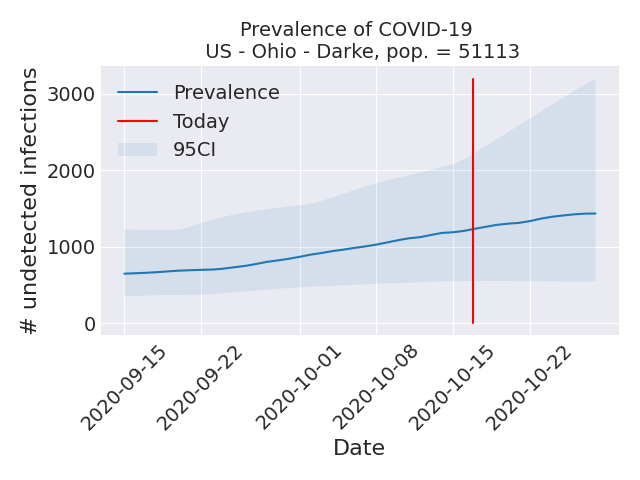 Prevalence of COVID-19
US - Ohio - Darke, pop. = 51113
# undetected infections
3000
2000
1000
0
Prevalence
Today
95CI
2020-09-15
2020-09-22
2020-10-01
2020-10-08
2020-10-15
2020-10-22
Date